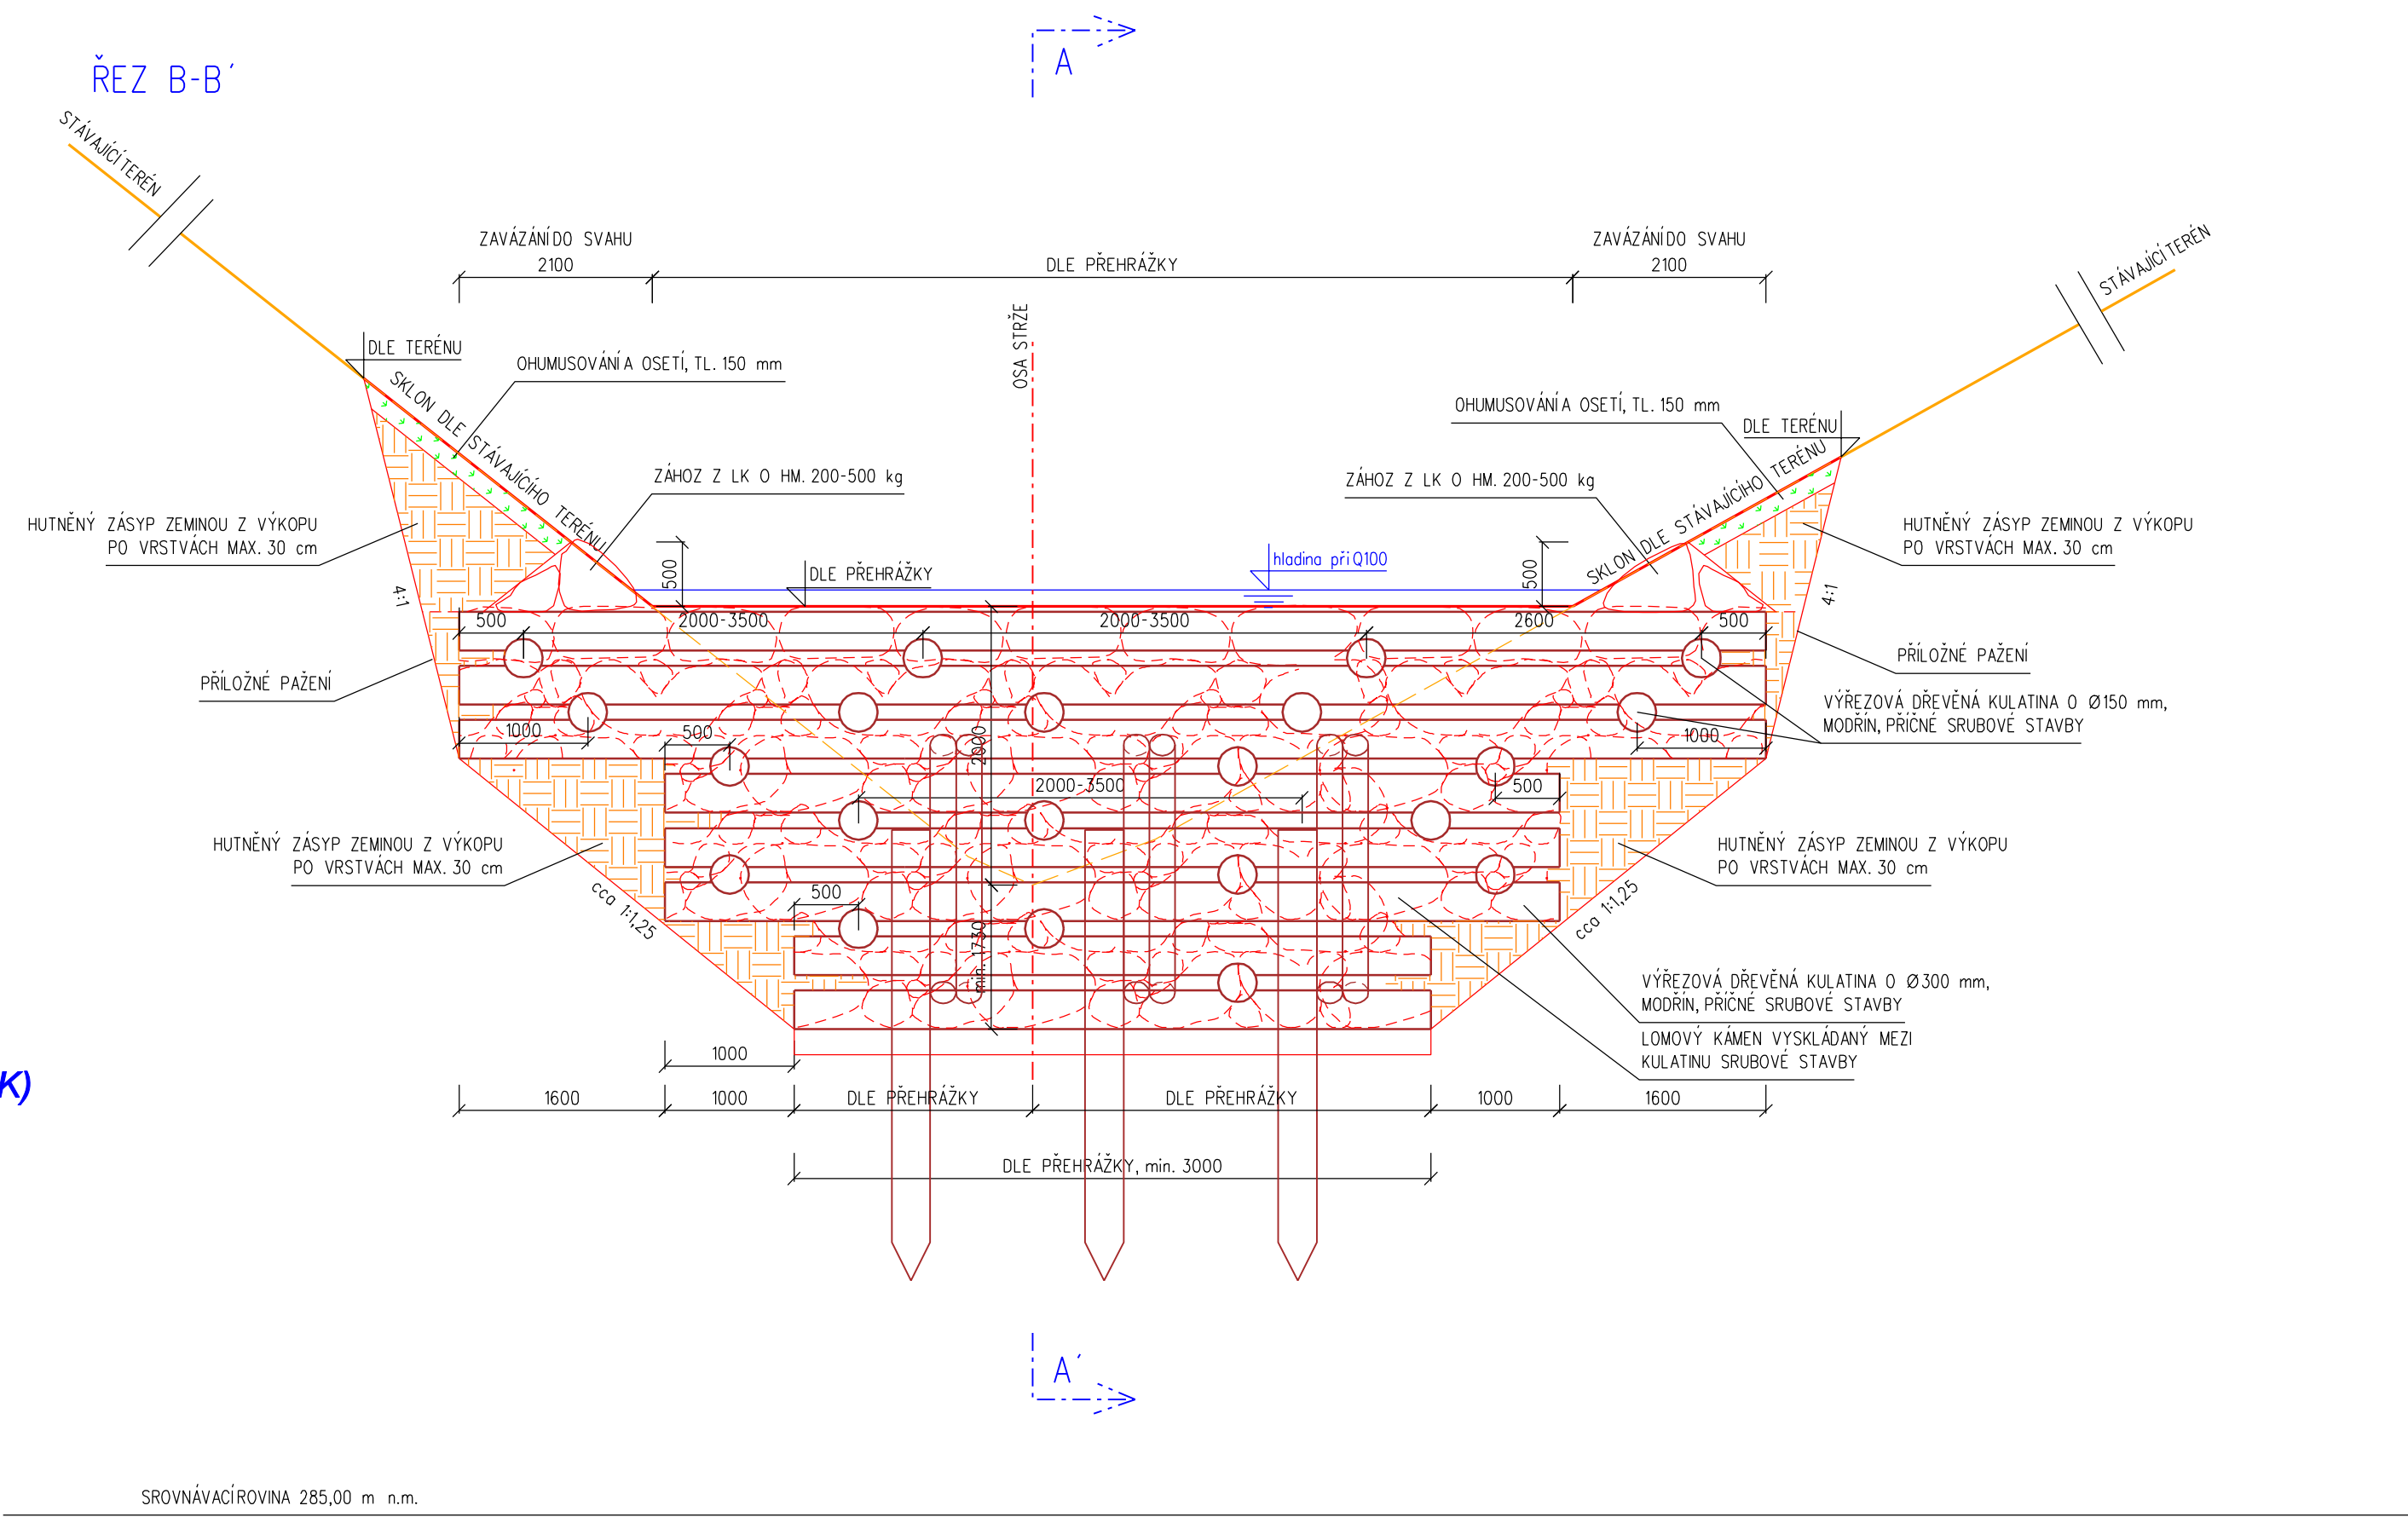 A
ŘEZ B-B´
STÁVAJÍCÍ TERÉN
ZAVÁZÁNÍ DO SVAHU
2100
DLE PŘEHRÁŽKY
ZAVÁZÁNÍ DO SVAHU
2100
STÁVAJÍCÍ TERÉN
OSA STRŽE
DLE TERÉNU
OHUMUSOVÁNÍ A OSETÍ, TL. 150 mm
SKLON DLE STÁVAJÍCÍHO TERÉNU
ZÁHOZ Z LK O HM. 200-500 kg
OHUMUSOVÁNÍ A OSETÍ, TL. 150 mm
DLE TERÉNU
ZÁHOZ Z LK O HM. 200-500 kg
SKLON DLE STÁVAJÍCÍHO TERÉNU
HUTNĚNÝ ZÁSYP ZEMINOU Z VÝKOPU
PO VRSTVÁCH MAX. 30 cm
HUTNĚNÝ ZÁSYP ZEMINOU Z VÝKOPU
PO VRSTVÁCH MAX. 30 cm
4:1
500
DLE PŘEHRÁŽKY
hladina při Q100
500
4:1
500
2000-3500
2000-3500
2600
500
PŘÍLOŽNÉ PAŽENÍ
PŘÍLOŽNÉ PAŽENÍ
VÝŘEZOVÁ DŘEVĚNÁ KULATINA O Ø150 mm,
MODŘÍN, PŘÍČNÉ SRUBOVÉ STAVBY
1000
500
2000
1000
2000-3500
500
HUTNĚNÝ ZÁSYP ZEMINOU Z VÝKOPU
PO VRSTVÁCH MAX. 30 cm
HUTNĚNÝ ZÁSYP ZEMINOU Z VÝKOPU
PO VRSTVÁCH MAX. 30 cm
cca 1:1,25
500
min. 1730
cca 1:1,25
VÝŘEZOVÁ DŘEVĚNÁ KULATINA O Ø300 mm,
MODŘÍN, PŘÍČNÉ SRUBOVÉ STAVBY
LOMOVÝ KÁMEN VYSKLÁDANÝ MEZI
KULATINU SRUBOVÉ STAVBY
1000
K)
1600
1000
DLE PŘEHRÁŽKY
DLE PŘEHRÁŽKY
1000
1600
DLE PŘEHRÁŽKY, min. 3000
A´
SROVNÁVACÍ ROVINA 285,00 m n.m.